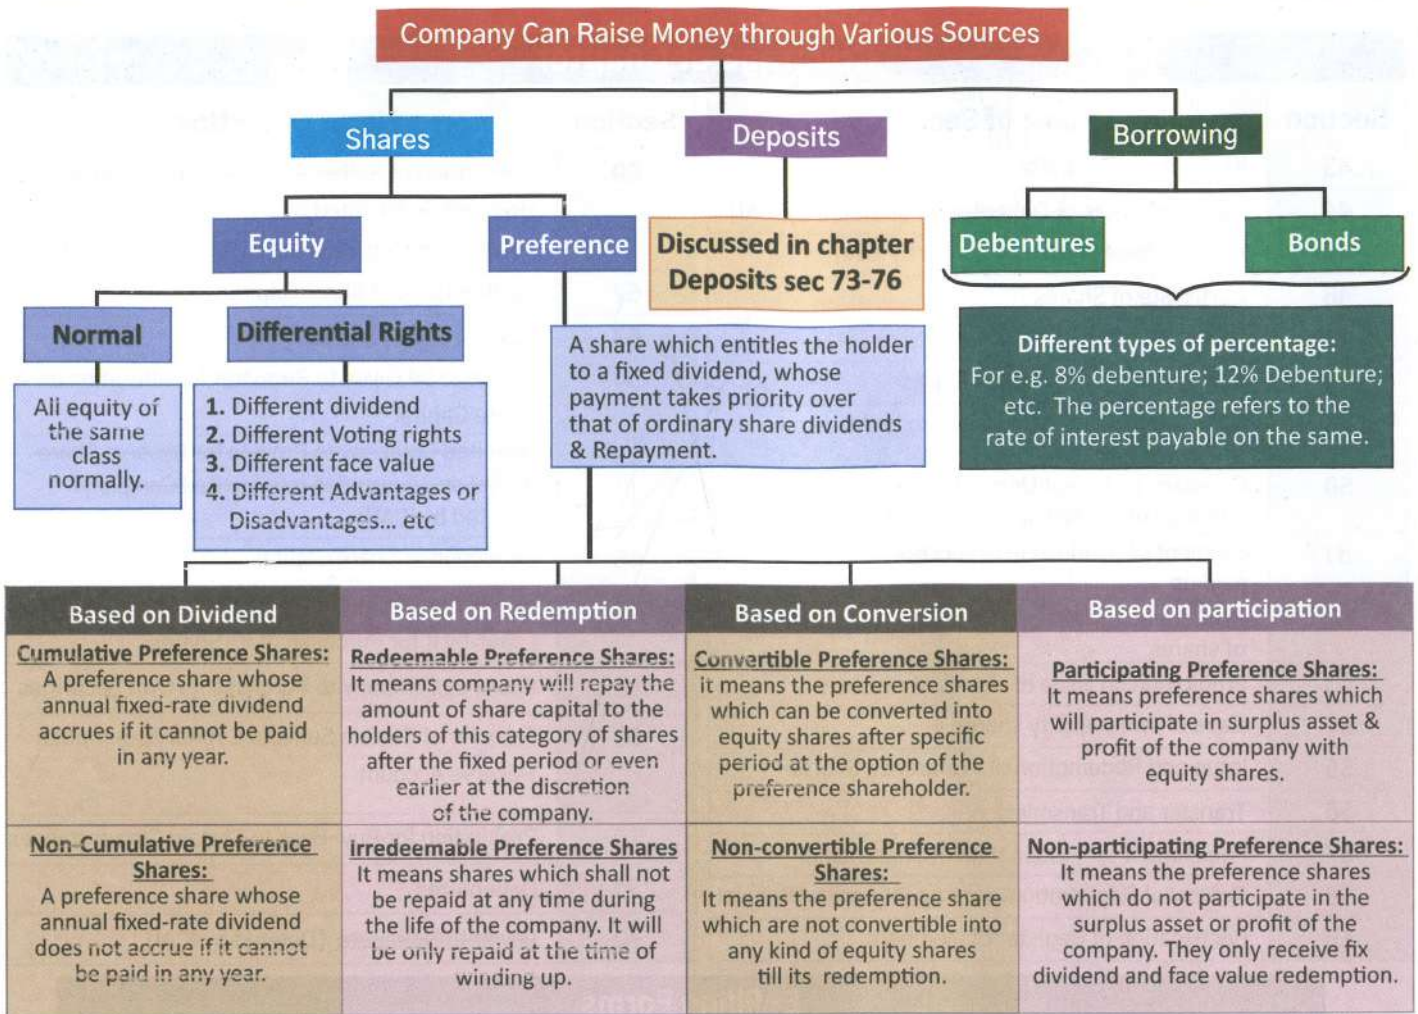 Company Can Raise Money through Various Sources
Shares
Deposits
Borrowing
Equity
Preference
Discussed in chapter
Deposits sec 73-76
Debentures
Bonds
Normal
Differential Rights
All equity of
the same
class
normally.
1. Different dividend
2. Different Voting rights
3. Different face value
4. Different Advantages or
Disadvantages... etc
A share which entitles the holder
to a fixed dividend, whose
payment takes priority over
that of ordinary share dividends
& Repayment.
Different types of percentage:
For e.g. 8% debenture; 12% Debenture;
etc. The percentage refers to the
rate of interest payable on the same.
Based on Dividend
Cumulative Preference Shares:
A preference share whose
annual fixed-rate dividend
accrues if it cannot be paid
in any year.
Non-Cumulative Preference
Shares:
A preference share whose
annual fixed-rate dividend
does not accrue if it cannot
be paid in any year.
Based on Redemption
Redeemable Preference Shares:
It means company will repay the
amount of share capital to the
holders of this category of shares
after the fixed period or even
earlier at the discretion
of the company.
Irredeemable Preference Shares
It means shares which shall not
be repaid at any time during
the life of the company. It will
be only repaid at the time of
winding up.
Based on Conversion
Convertible Preference Shares:
it means the preference shares
which can be converted into
equity shares after specific
period at the option of the
preference shareholder.
Non-convertible Preference
Shares:
It means the preference share
which are not convertible into
any kind of equity shares
till its redemption.
Based on participation
Participating Preference Shares:
It means preference shares which
will participate in surplus asset &
profit of the company with
equity shares.
Non-participating Preference Shares:
It means the preference shares
which do not participate in the
surplus asset or profit of the
company. They only receive fix
dividend and face value redemption.